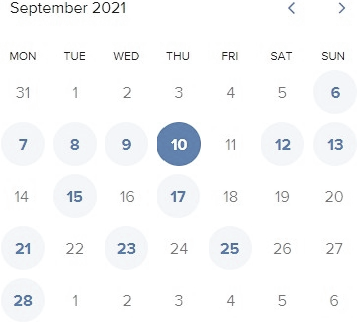 September 2021
MON TUE WED THU FRI SAT SUN
31 1 2 3 4 5 6
7 8 9 10 11 12 13
14 15 16 17 18 19 20
21 22 23 24 25 26 27
28 1 2 3 4 5 6